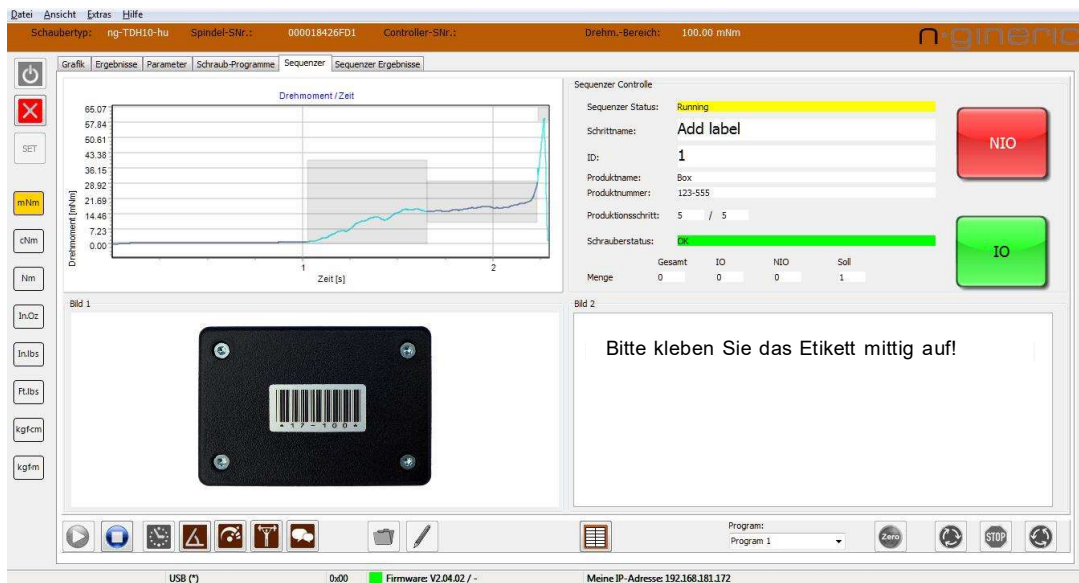 Datei Ansicht Extras Hilfe
Schaubertyp: ng-TDH10-hu Spindel-SNr.: 000018426FD1 Controller-SNr.: Drehm.-Bereich: 100.00 mNm n·gineric
Grafik Ergebnisse Parameter Schraub-Programme Sequenzer Sequenzer Ergebnisse
SET
mNm
cNm
Nm
In.Oz
In.lbs
Ft.lbs
kgf-cm
kgf-m
Drehmoment / Zeit
65.07
57.84
50.61
43.38
36.15
28.92
21.69
14.46
7.23
0.00
Drehmoment [mNm]
1 2
Zeit [s]
Sequenzer Controlle
Sequenzer Status: Running
Schrittname: Add label
ID: 1
Produktname: Box
Produktnummer: 123-555
Produktionsschritt: 5 / 5
Schrauberstatus: OK
Gesamt IO NIO Soll
Menge 0 0 0 1
NIO
IO
Bild 1
*17-100*
Bild 2
Bitte kleben Sie das Etikett mittig auf!
Program:
Program 1
Zero
STOP
USB (*) 0x00 Firmware: V2.04.02 / - Meine IP-Adresse: 192.168.181.172